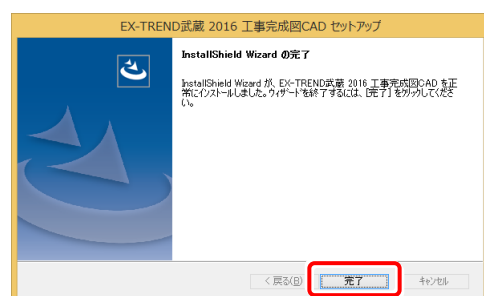 EX-TREND武蔵 2016 工事完成図CAD セットアップ
InstallShield Wizard の完了
InstallShield Wizard が、EX-TREND武蔵 2016 工事完成図CAD を正
常にインストールしました。ウィザードを終了するには、[完了] をクリックしてくださ
い。
< 戻る(B)
完了
キャンセル